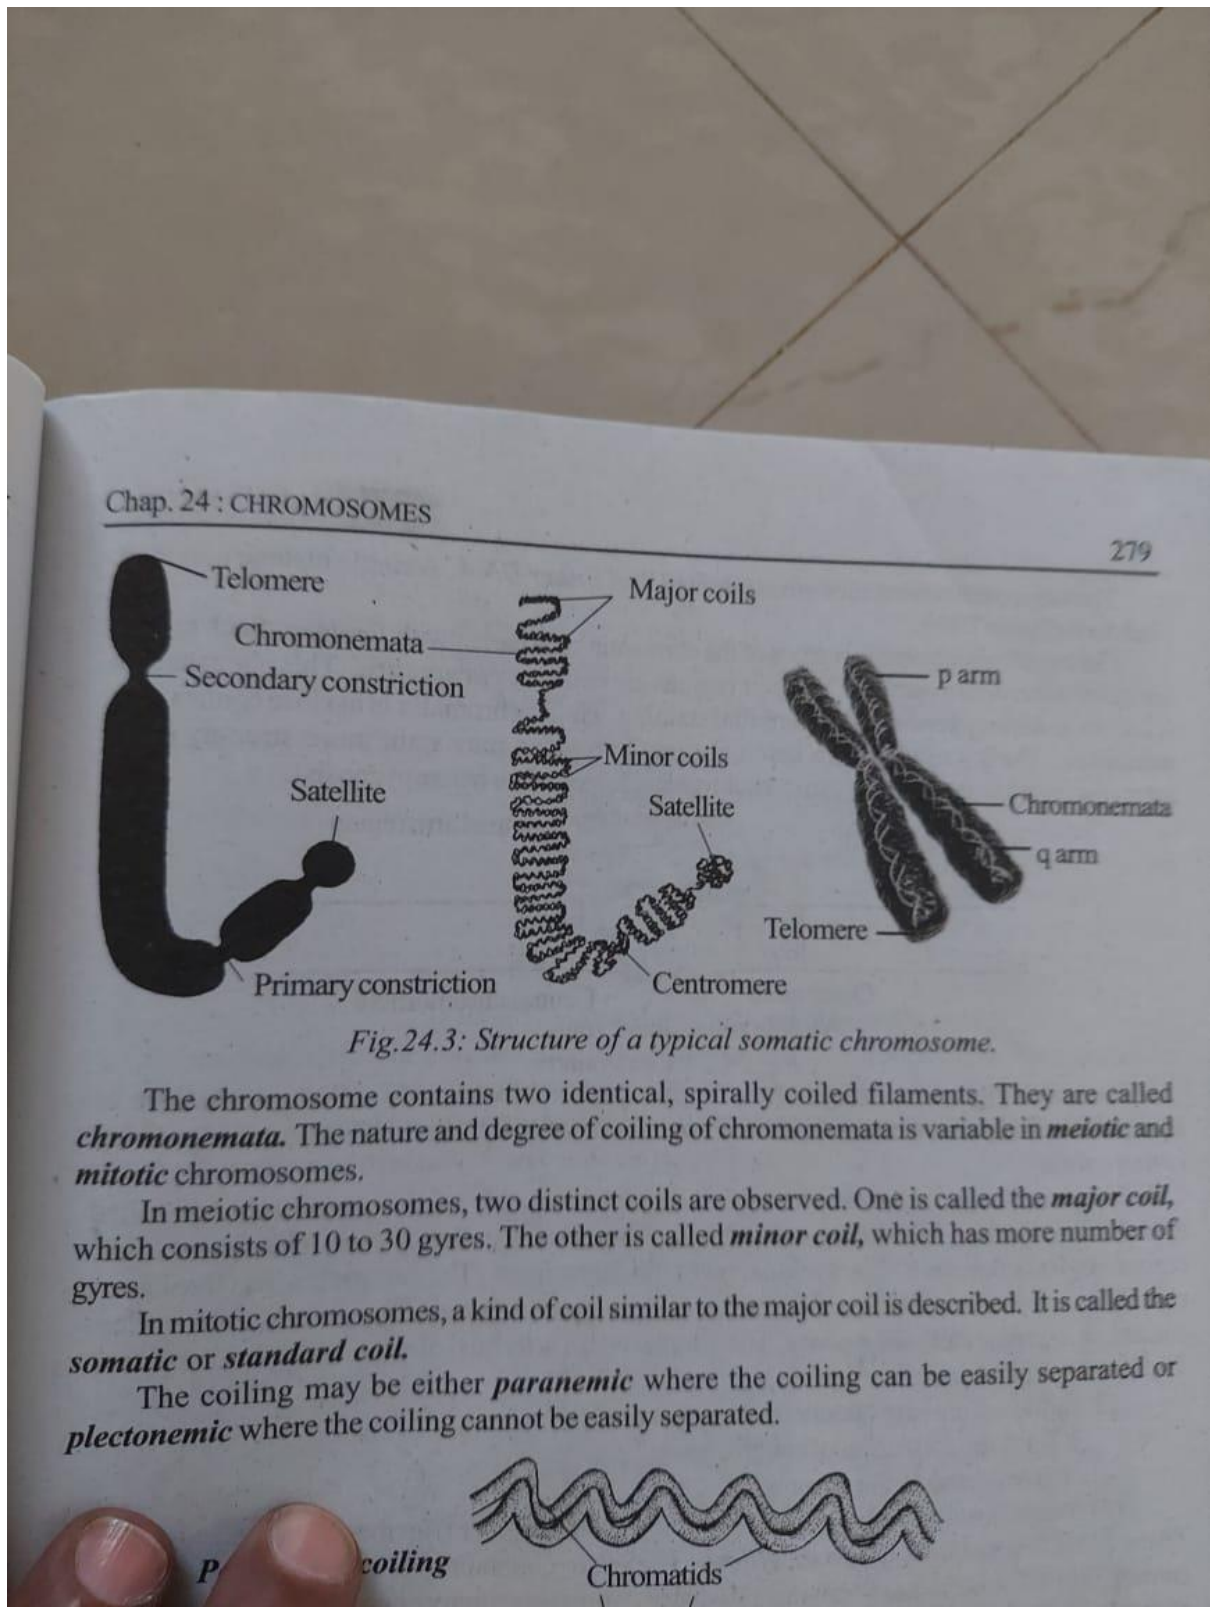 Chap. 24 : CHROMOSOMES
279
Telomere
Chromonemata
Secondary constriction
Satellite
Primary constriction
Major coils
Minor coils
Satellite
Centromere
p arm
Chromonemata
q arm
Telomere
Fig.24.3: Structure of a typical somatic chromosome.
The chromosome contains two identical, spirally coiled filaments. They are called
chromonemata. The nature and degree of coiling of chromonemata is variable in meiotic and
mitotic chromosomes.
In meiotic chromosomes, two distinct coils are observed. One is called the major coil,
which consists of 10 to 30 gyres. The other is called minor coil, which has more number of
gyres.
In mitotic chromosomes, a kind of coil similar to the major coil is described. It is called the
somatic or standard coil.
The coiling may be either paranemic where the coiling can be easily separated or
plectonemic where the coiling cannot be easily separated.
coiling
Chromatids